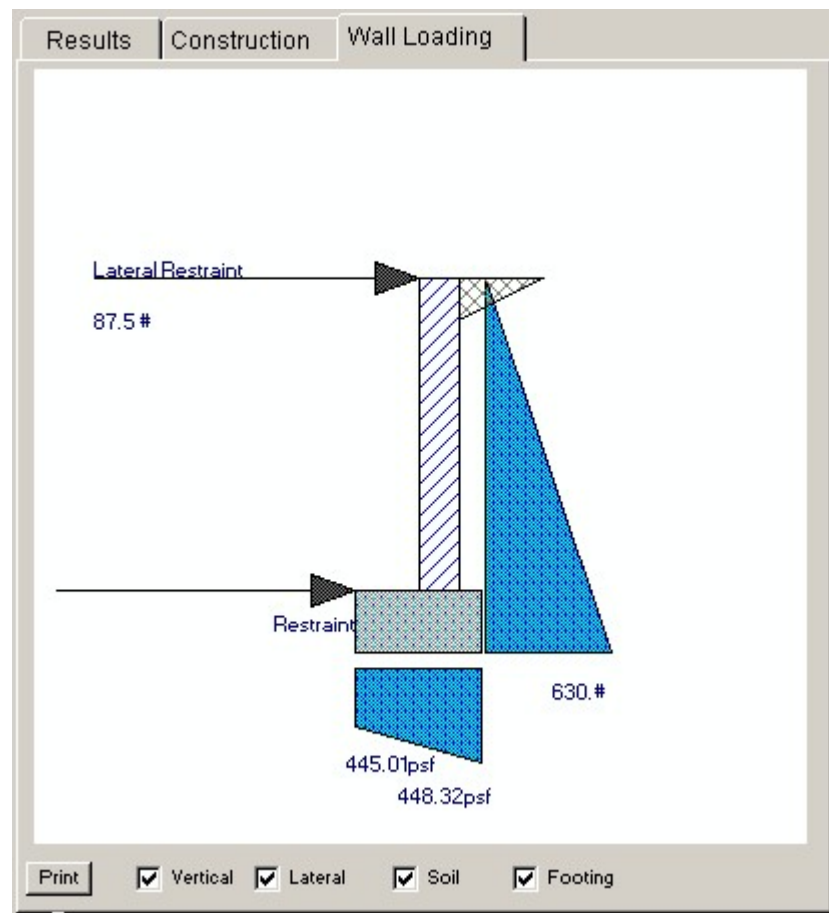 Results Construction Wall Loading
Lateral Restraint
87.5 #
Restraint
630.#
445.01psf
448.32psf
Print Vertical Lateral Soil Footing